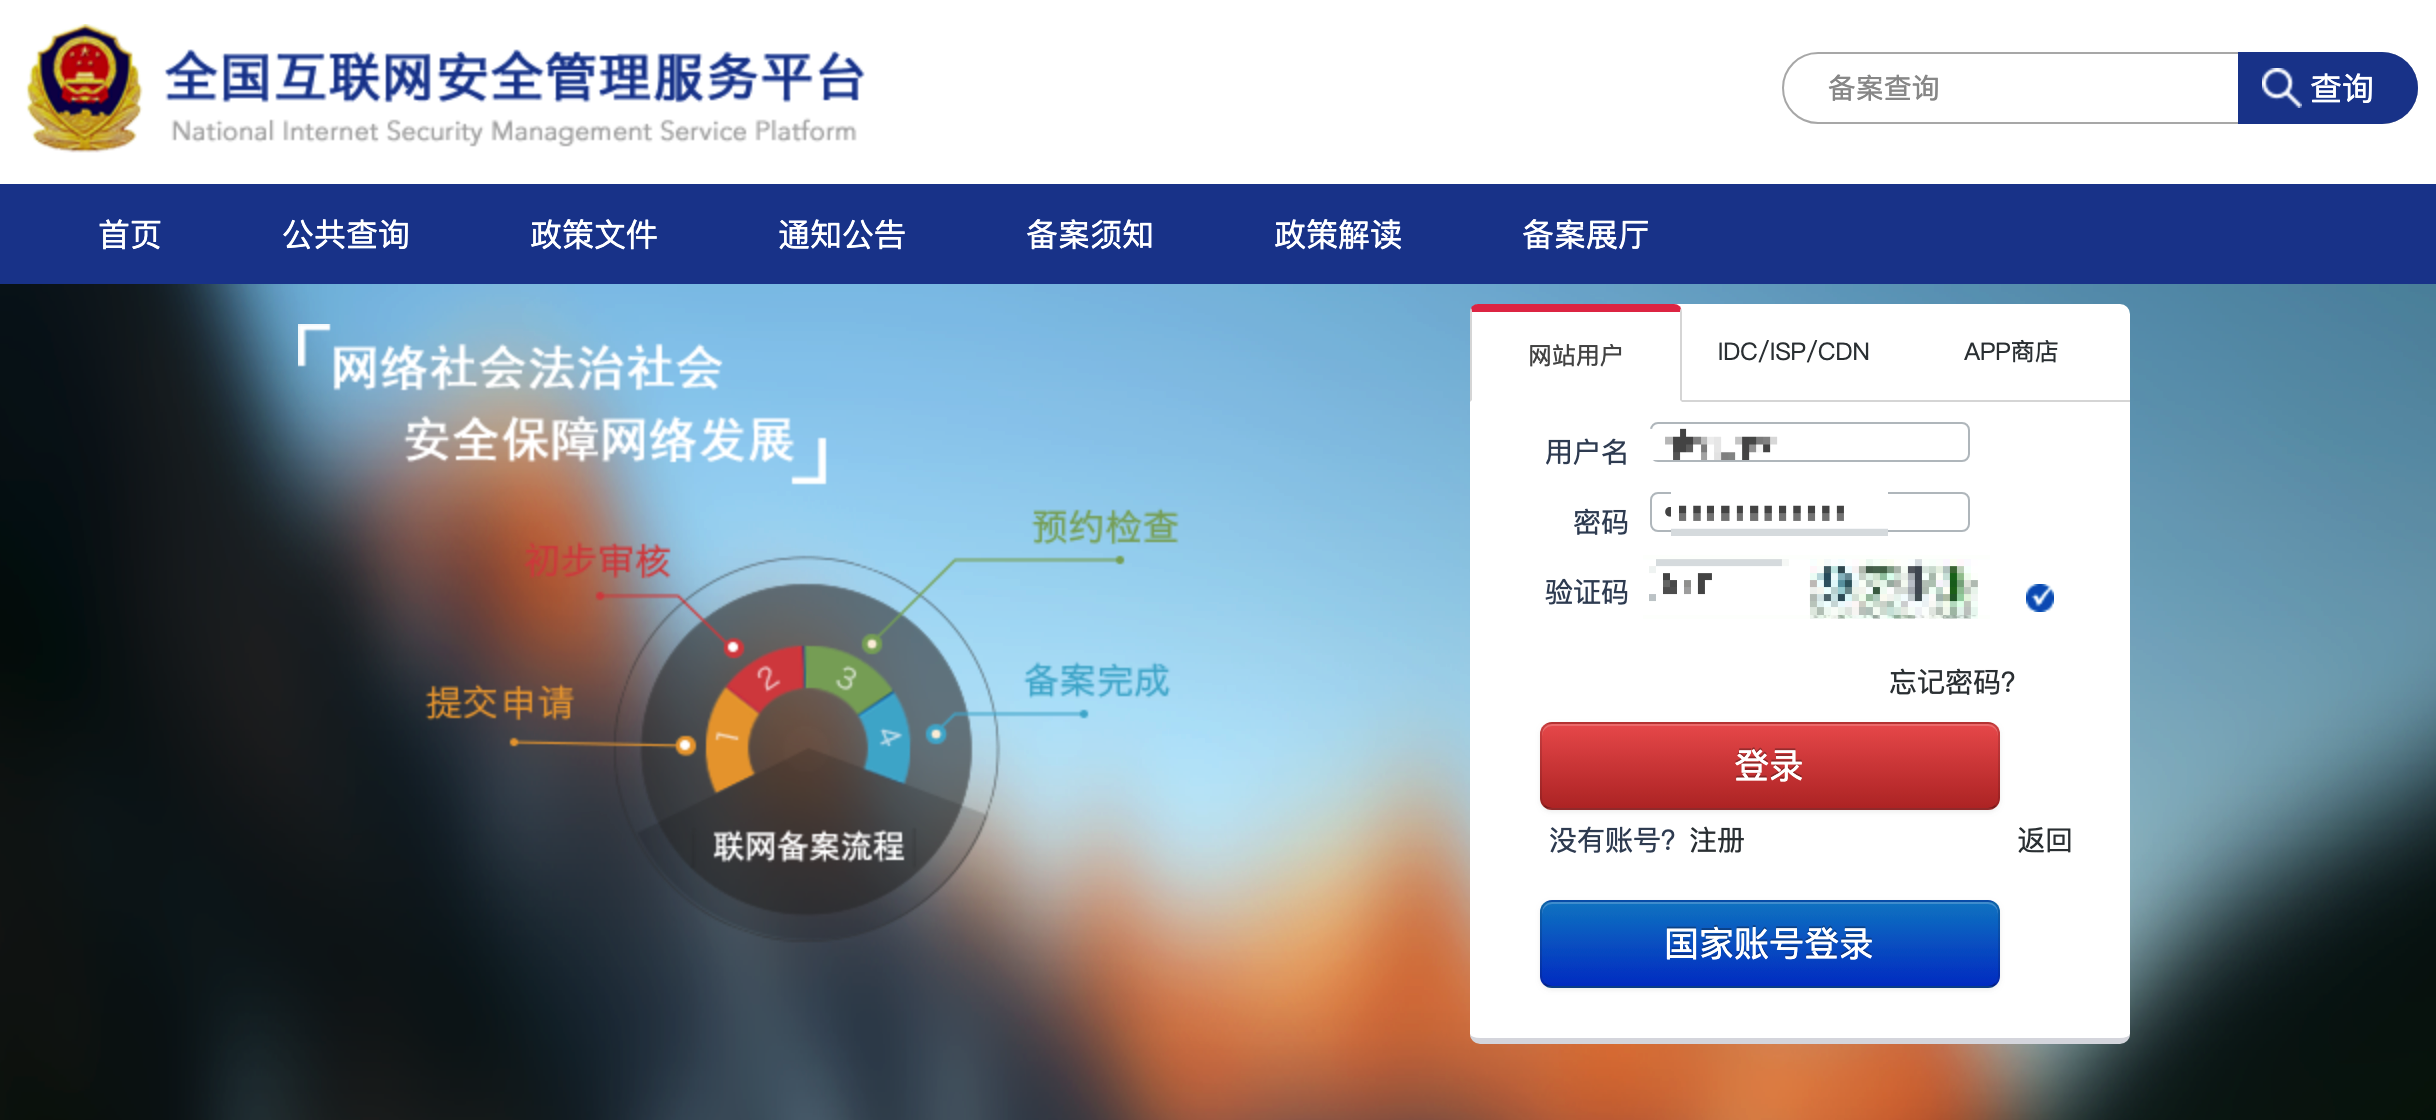 全国互联网安全管理服务平台
National Internet Security Management Service Platform
备案查询
查询
首页
公共查询
政策文件
通知公告
备案须知
政策解读
备案展厅
「网络社会法治社会
安全保障网络发展」
初步审核
预约检查
提交申请
备案完成
1
2
3
4
联网备案流程
网站用户
IDC/ISP/CDN
APP商店
用户名
密码
验证码
忘记密码?
登录
没有账号? 注册
返回
国家账号登录